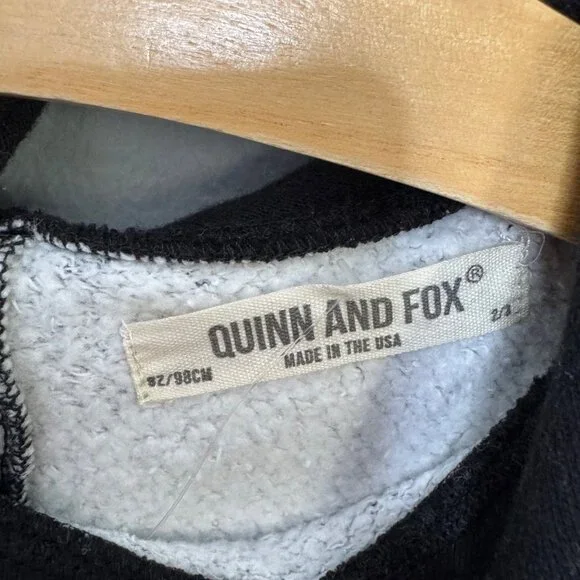 QUINN AND FOX®
MADE IN THE USA
92/98CM
2/3